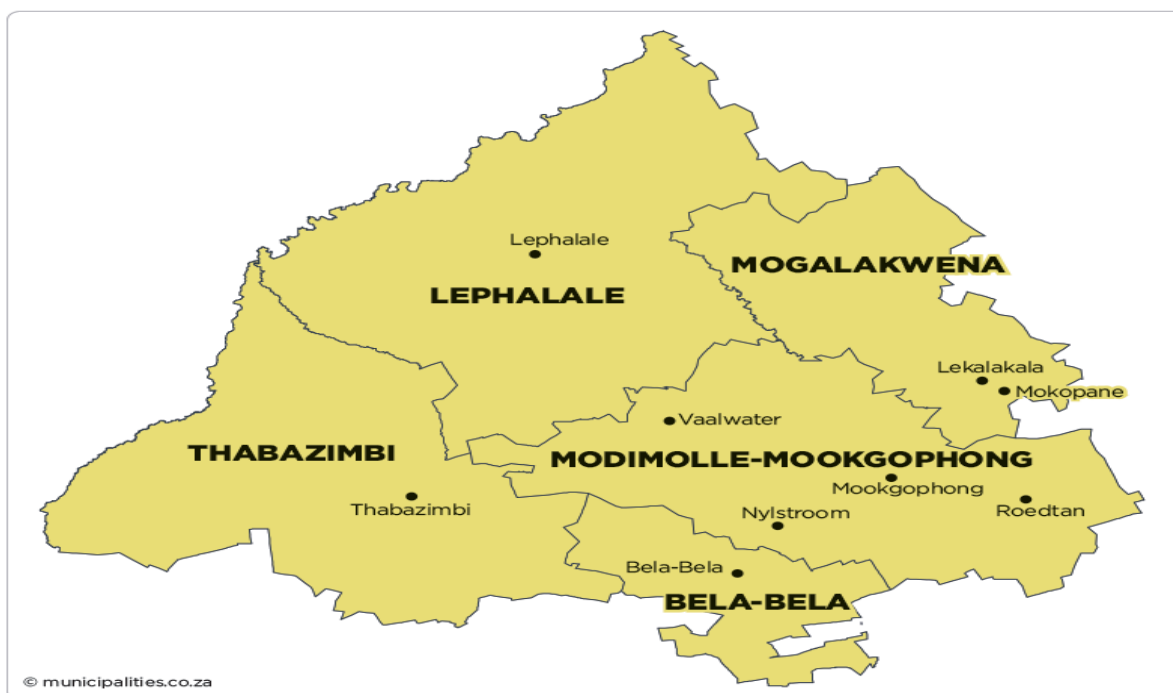 Lephalale
LEPHALALE
MOGALAKWENA
Lekalakala
Mokopane
Vaalwater
THABAZIMBI
MODIMOLLE-MOOKGOPHONG
Mookgophong
Thabazimbi
Nylstroom
Roedtan
Bela-Bela
BELA-BELA
© municipalities.co.za